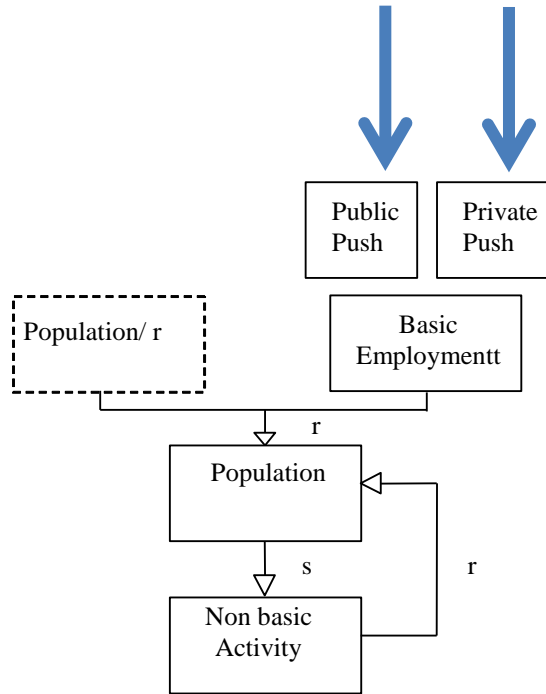 Public
Push
Private
Push
Population/ r
Basic
Employmentt
r
Population
s
r
Non basic
Activity